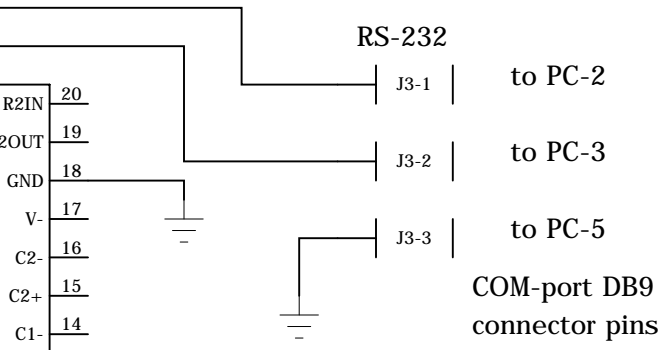 RS-232
J3-1 to PC-2
R2IN 20
2OUT 19
J3-2 to PC-3
GND 18
V- 17
J3-3 to PC-5
C2- 16
C2+ 15
COM-port DB9
C1- 14
connector pins